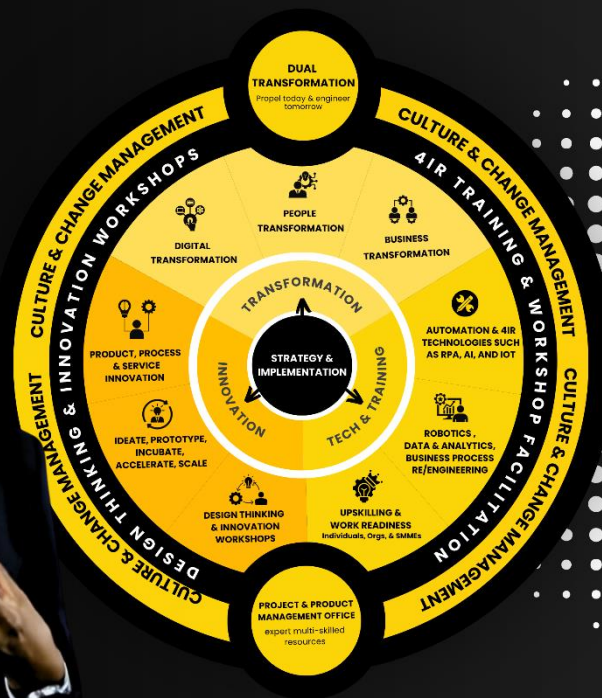 DUAL
TRANSFORMATION
Propel today & engineer
tomorrow
CULTURE & CHANGE MANAGEMENT
CULTURE & CHANGE MANAGEMENT
DESIGN THINKING & INNOVATION WORKSHOPS
4IR TRAINING & WORKSHOP FACILITATION
PEOPLE
TRANSFORMATION
DIGITAL
TRANSFORMATION
BUSINESS
TRANSFORMATION
TRANSFORMATION
STRATEGY &
IMPLEMENTATION
INNOVATION
TECH & TRAINING
PRODUCT, PROCESS
& SERVICE
INNOVATION
AUTOMATION & 4IR
TECHNOLOGIES SUCH
AS RPA, AI, AND IOT
IDEATE, PROTOTYPE,
INCUBATE,
ACCELERATE, SCALE
ROBOTICS ,
DATA & ANALYTICS,
BUSINESS PROCESS
RE/ENGINEERING
DESIGN THINKING
& INNOVATION
WORKSHOPS
UPSKILLING &
WORK READINESS
Individuals, Orgs, & SMMEs
CULTURE & CHANGE MANAGEMENT
CULTURE & CHANGE MANAGEMENT
PROJECT & PRODUCT
MANAGEMENT OFFICE
expert multi-skilled
resources